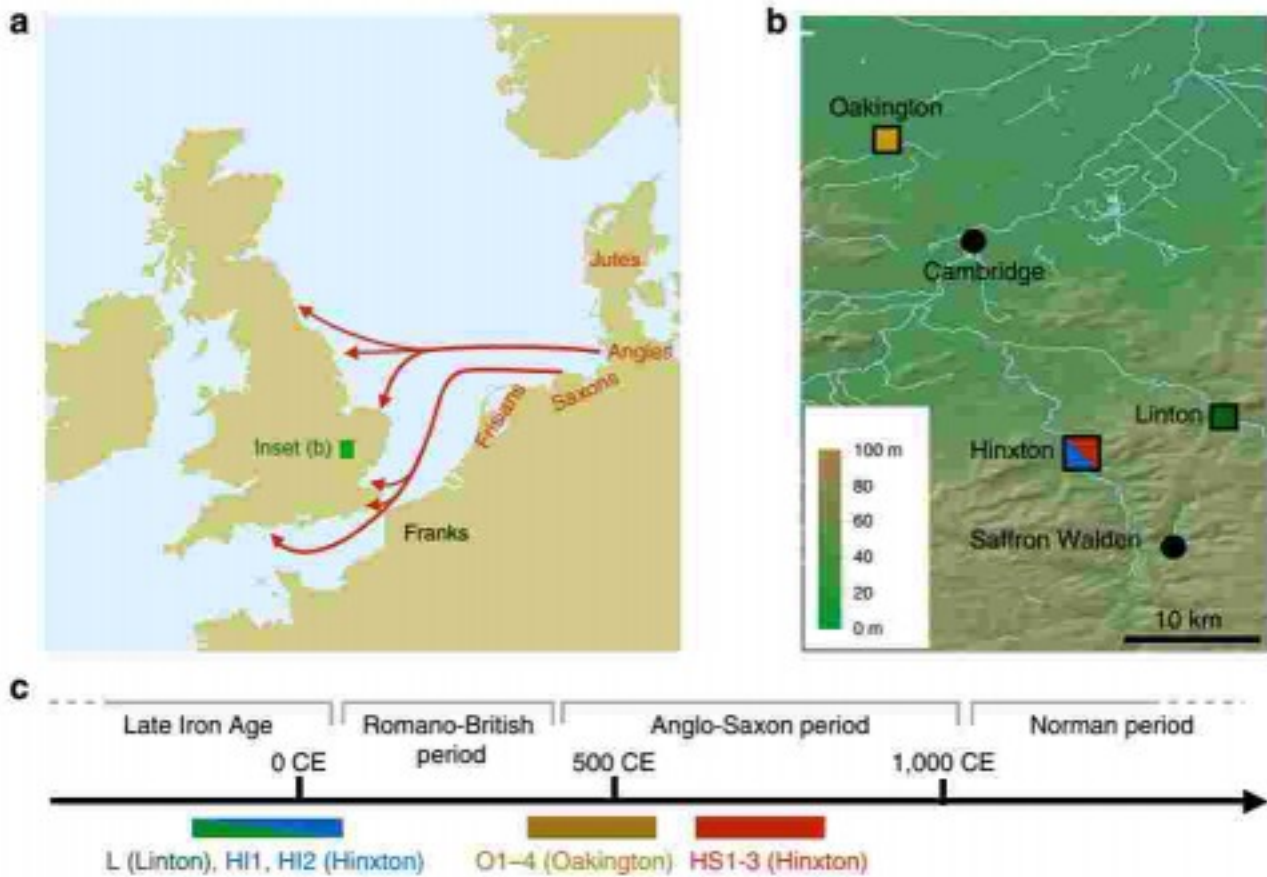 a
Jutes
Angles
Saxons
Frisians
Inset (b)
Franks
b
Oakington
Cambridge
Linton
Hinxton
Saffron Walden
100 m
80
60
40
20
0 m
10 km
c
Late Iron Age
Romano-British
period
Anglo-Saxon period
Norman period
0 CE
500 CE
1,000 CE
L (Linton), HI1, HI2 (Hinxton)
O1–4 (Oakington)
HS1-3 (Hinxton)